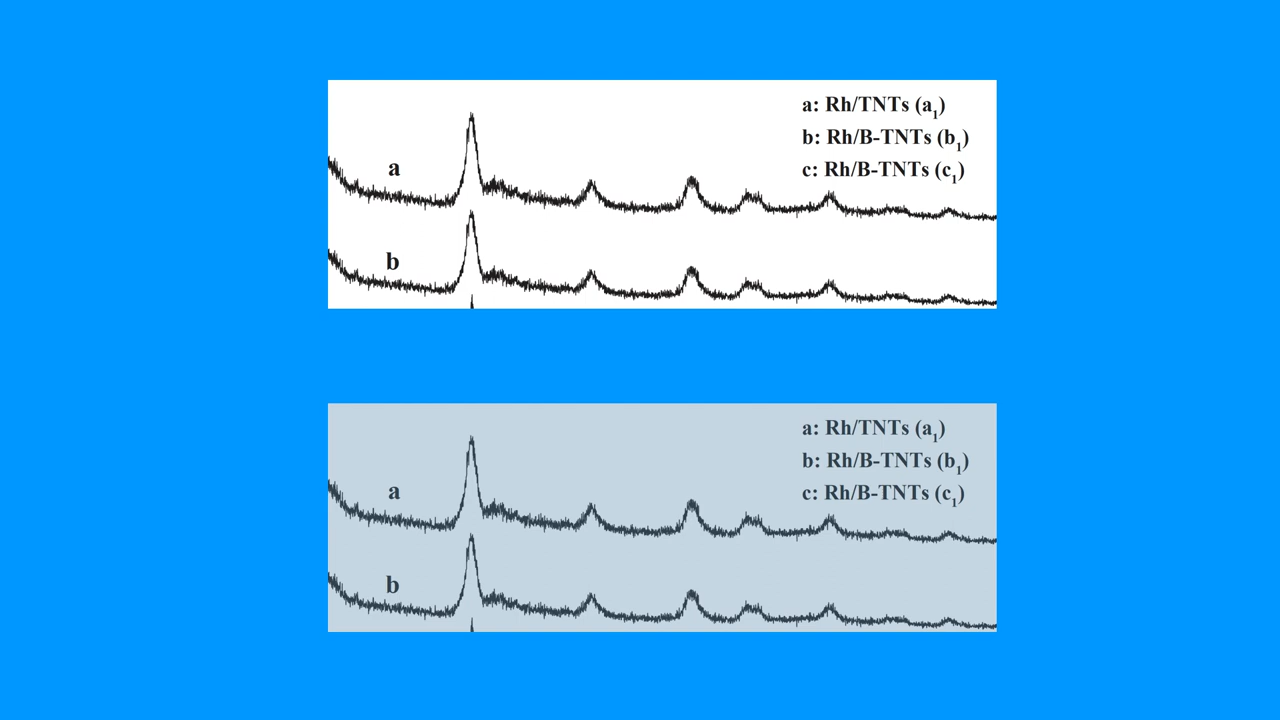 a: Rh/TNTs (a₁)
b: Rh/B-TNTs (b₁)
c: Rh/B-TNTs (c₁)
a
b
a: Rh/TNTs (a₁)
b: Rh/B-TNTs (b₁)
c: Rh/B-TNTs (c₁)
a
b